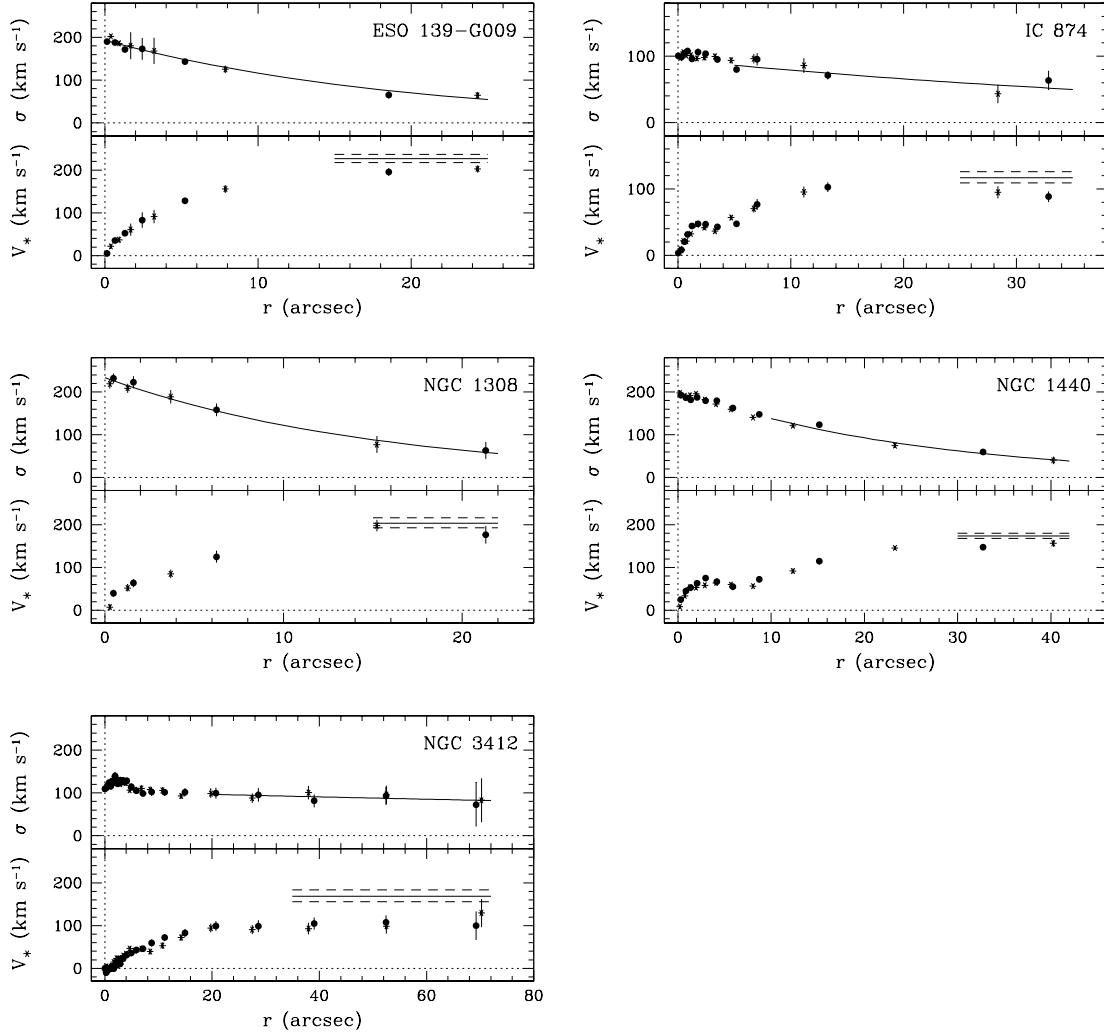 ESO 139-G009
200
100
0
σ (km s⁻¹)
200
100
0
V* (km s⁻¹)
0 10 20
r (arcsec)
IC 874
100
0
σ (km s⁻¹)
100
0
V* (km s⁻¹)
0 10 20 30
r (arcsec)
NGC 1308
200
100
0
σ (km s⁻¹)
200
100
0
V* (km s⁻¹)
0 10 20
r (arcsec)
NGC 1440
200
100
0
σ (km s⁻¹)
200
100
0
V* (km s⁻¹)
0 10 20 30 40
r (arcsec)
NGC 3412
200
100
0
σ (km s⁻¹)
200
100
0
V* (km s⁻¹)
0 20 40 60 80
r (arcsec)